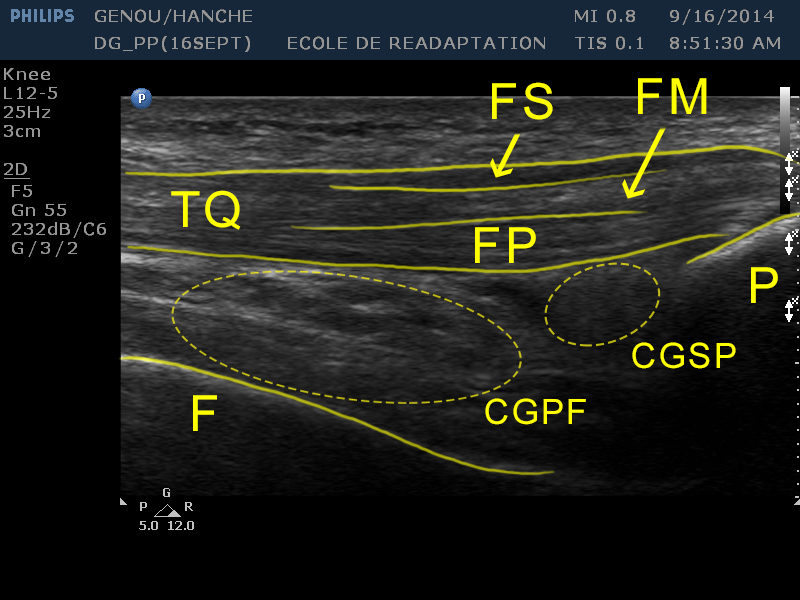 PHILIPS GENOU/HANCHE MI 0.8 9/16/2014
DG_PP(16SEPT) ECOLE DE READAPTATION TIS 0.1 8:51:30 AM
Knee
L12-5
25Hz
3cm
2D
F5
Gn 55
232dB/C6
G/3/2
P
FS
FM
TQ
FP
P
CGSP
CGPF
F
G
P R
5.0 12.0